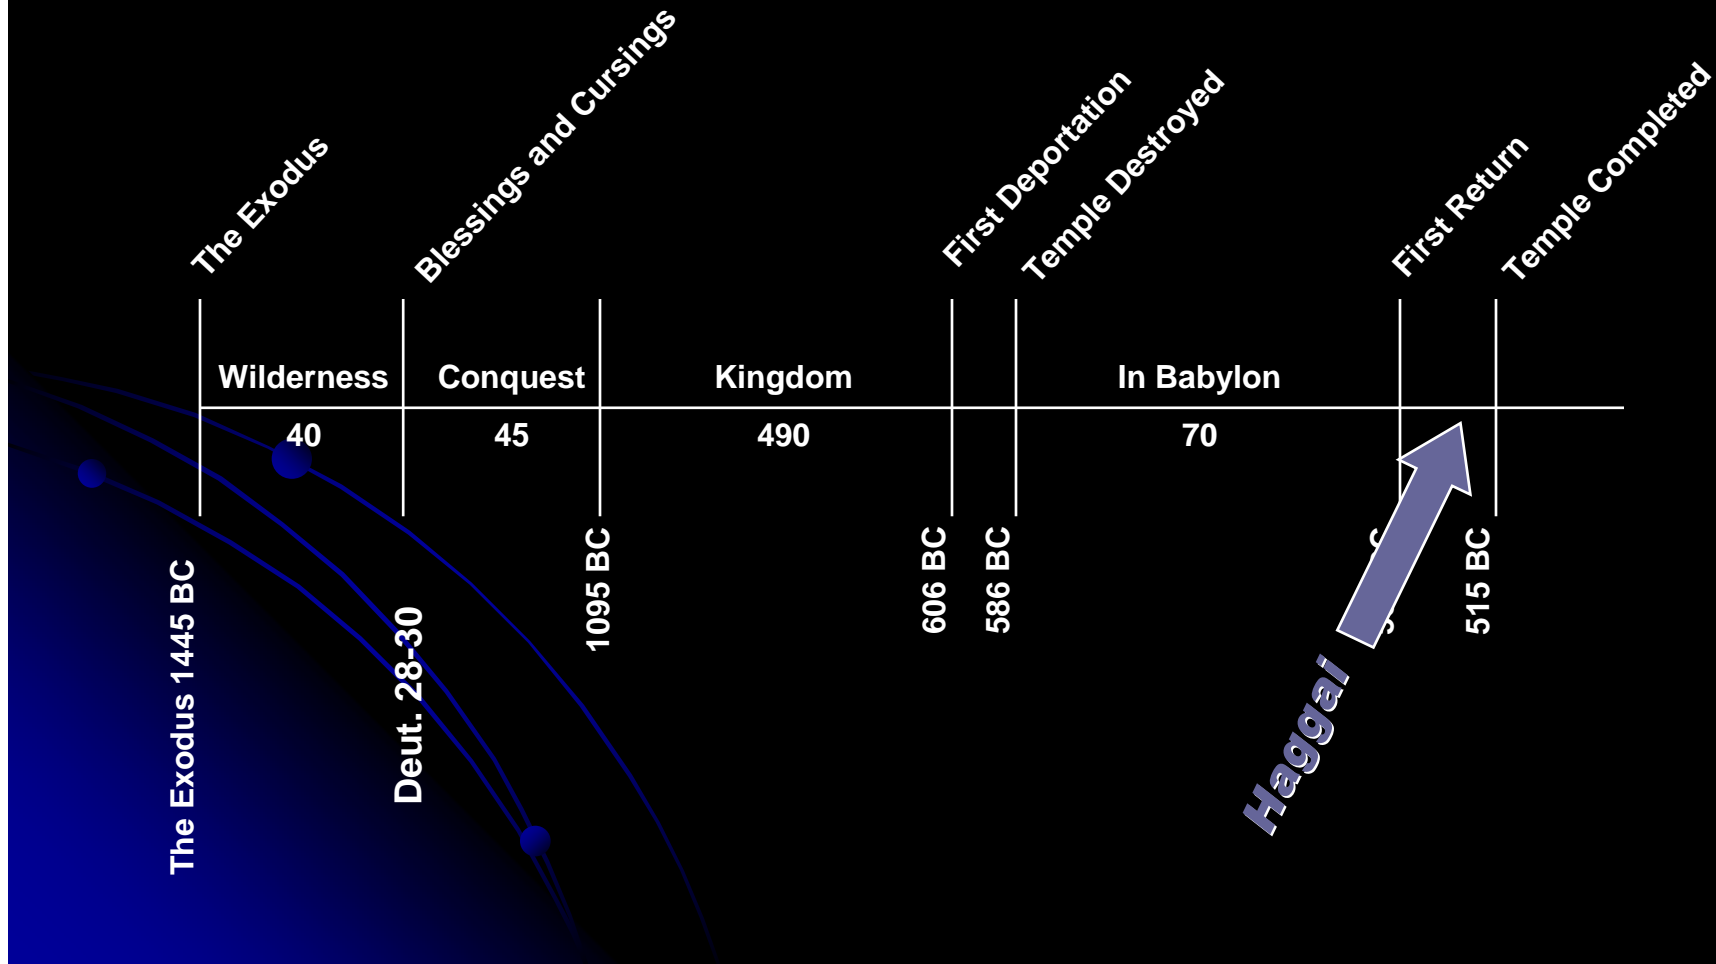 The Exodus
Blessings and Cursings
First Deportation
Temple Destroyed
First Return
Temple Completed
Wilderness
Conquest
Kingdom
In Babylon
40
45
490
70
The Exodus 1445 BC
Deut. 28-30
1095 BC
606 BC
586 BC
515 BC
Haggai